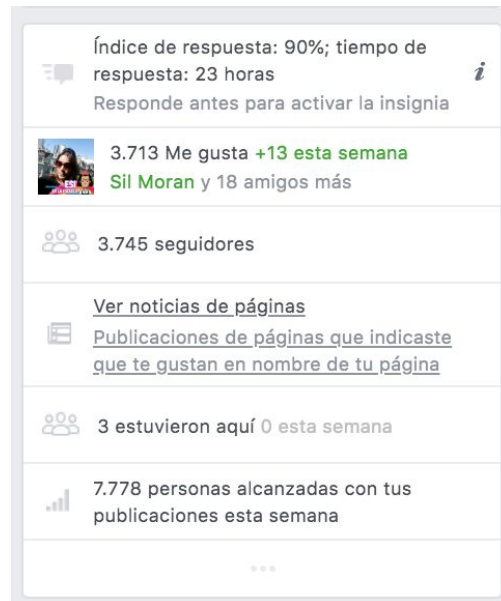 Índice de respuesta: 90%; tiempo de
respuesta: 23 horas
i
Responde antes para activar la insignia
3.713 Me gusta +13 esta semana
ESI
Sil Moran y 18 amigos más
3.745 seguidores
Ver noticias de páginas
Publicaciones de páginas que indicaste
que te gustan en nombre de tu página
3 estuvieron aquí 0 esta semana
7.778 personas alcanzadas con tus
publicaciones esta semana